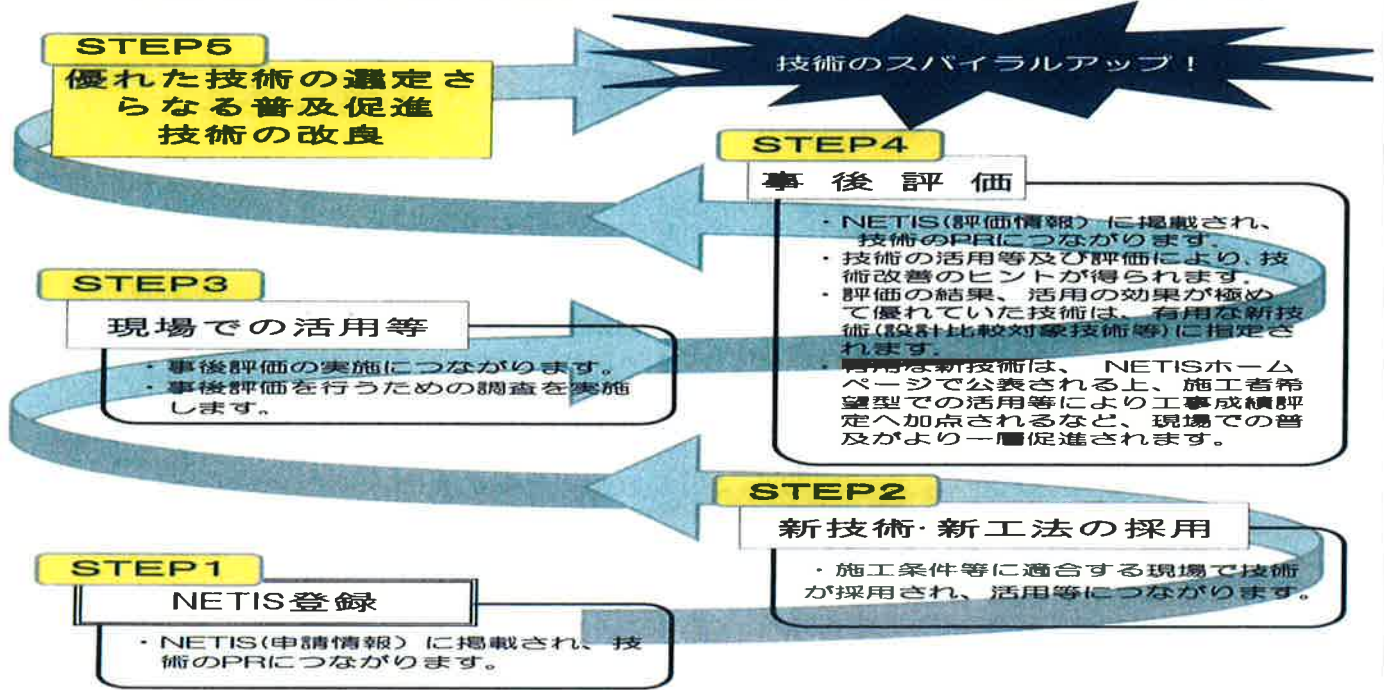 STEP5
優れた技術の選定さ
らなる普及促進
技術の改良
技術のスパイラルアップ！
STEP4
事後評価
・NETIS(評価情報）に掲載され、
技術のPRにつながります.
・技術の活用等及び評価により、技
術改善のヒントが得られます.
・評価の結果、活用の効果が極め
て優れていた技術は、有用な新技
術(設計比較対象技術等)に指定さ
れます.
・有用な新技術は、 NETISホーム
ページで公表される上、施工者希
望型での活用等により工事成績評
定へ加点されるなど、現場での普
及がより一層促進されます。
STEP3
現場での活用等
・事後評価の実施につながります。
・事後評価を行うための調査を実施
します。
STEP2
新技術・新工法の採用
・施工条件等に適合する現場で技術
が採用され、活用等につながります。
STEP1
NETIS登録
・NETIS(申請情報）に掲載され、技
術のPRにつながります。